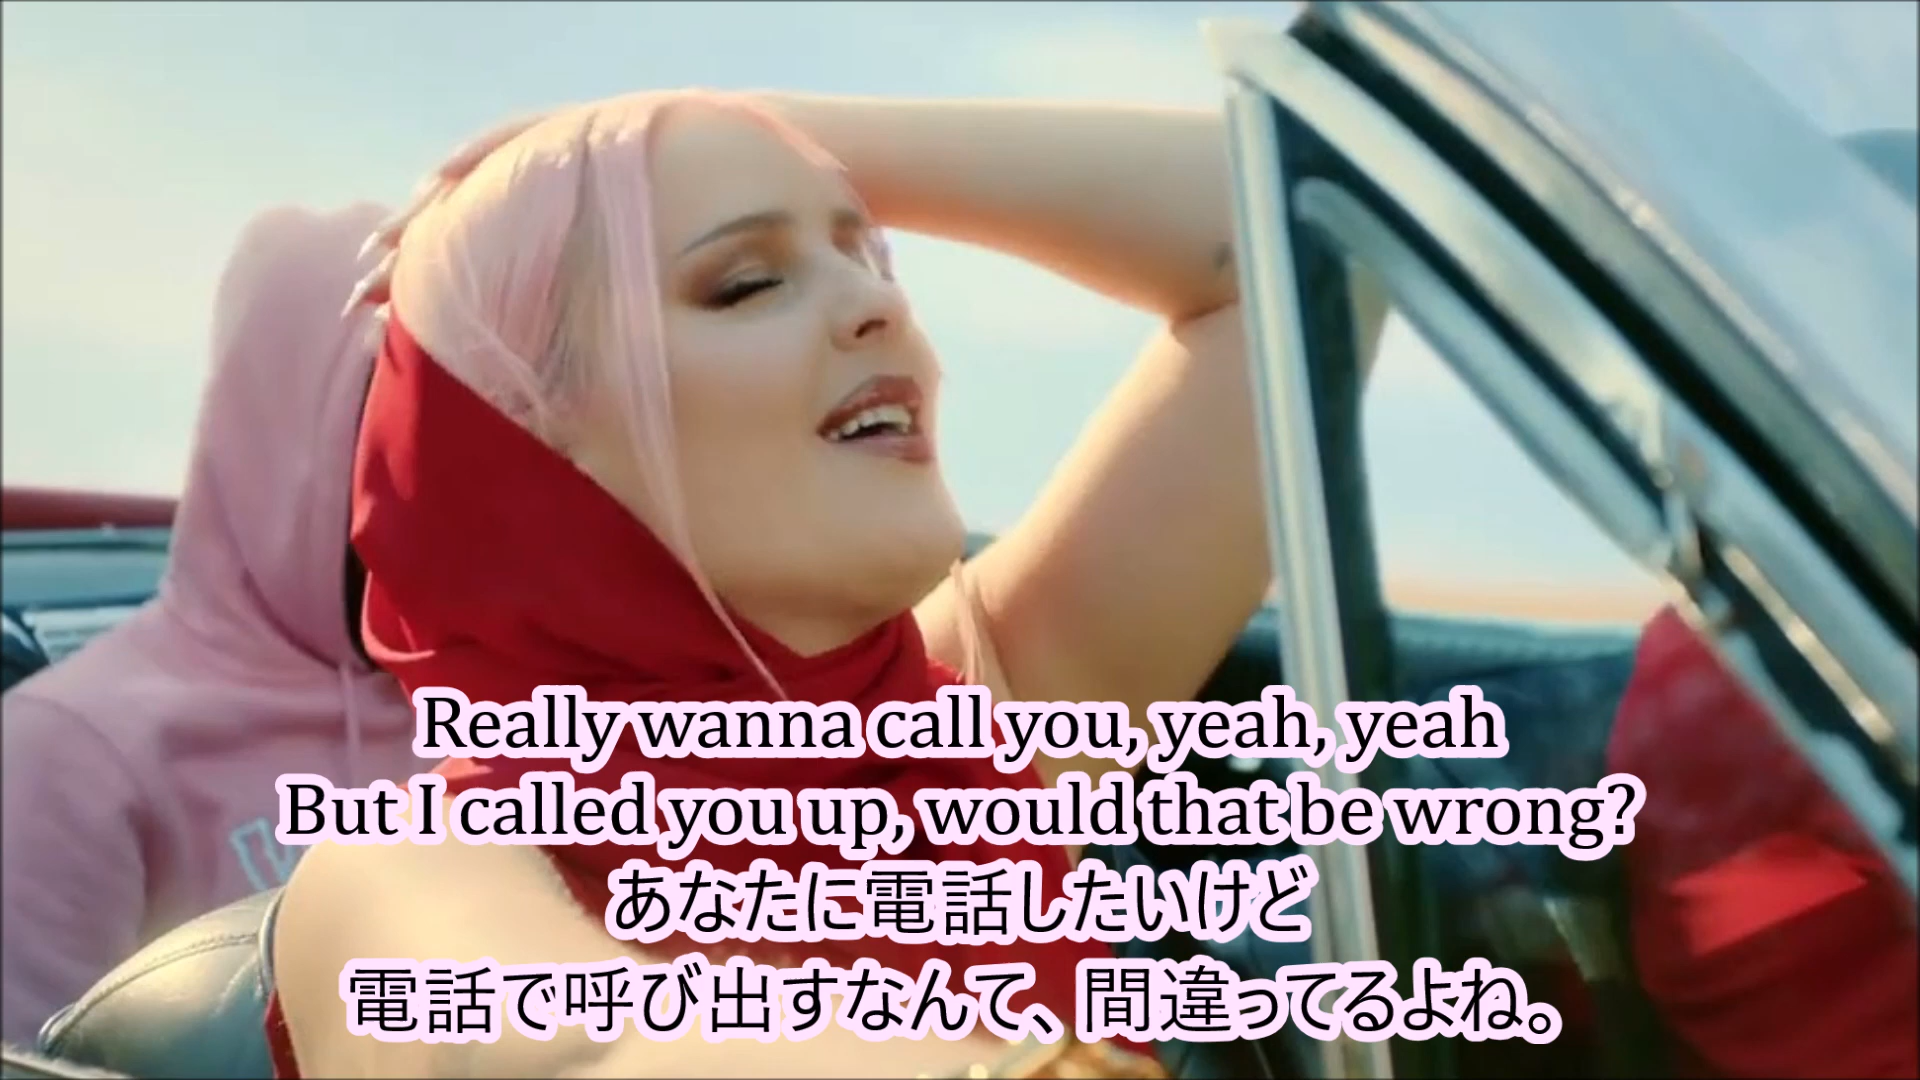 Really wanna call you, yeah, yeah
But I called you up, would that be wrong?
あなたに電話したいけど
電話で呼び出すなんて、間違ってるよね。